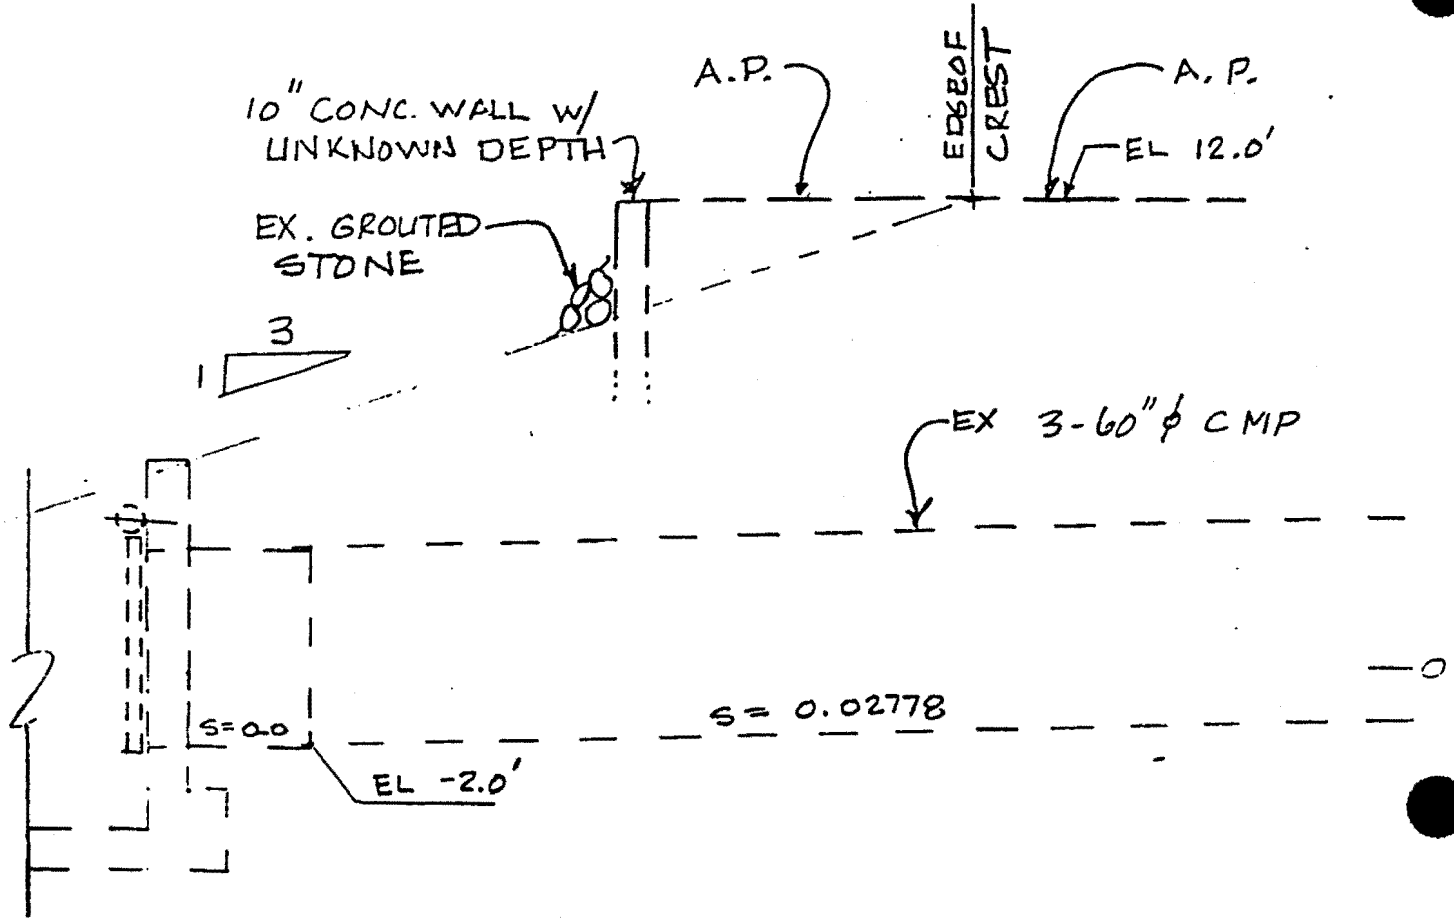 10" CONC. WALL W/
UNKNOWN DEPTH
A.P.
EDGE OF
CREST
A.P.
EL 12.0'
EX. GROUTED
STONE
3
1
EX 3-60" ϕ CMP
S=0.0
S= 0.02778
EL -2.0'